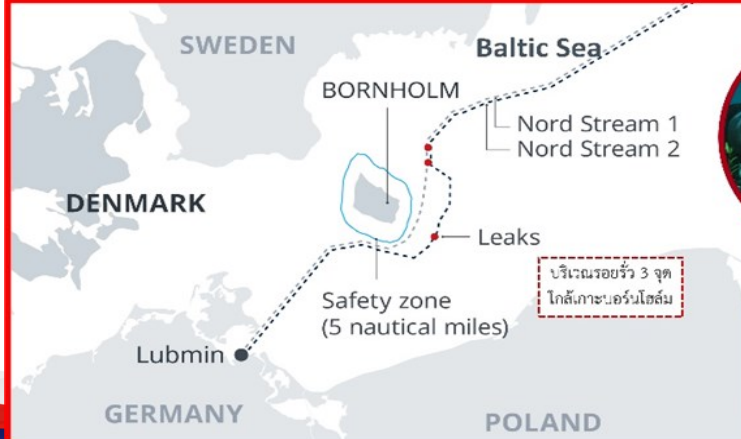 SWEDEN
Baltic Sea
BORNHOLM
Nord Stream 1
Nord Stream 2
DENMARK
Leaks
บริเวณรอยรั่ว 3 จุด
ใกล้เกาะบอร์นโฮล์ม
Safety zone
(5 nautical miles)
Lubmin
GERMANY
POLAND